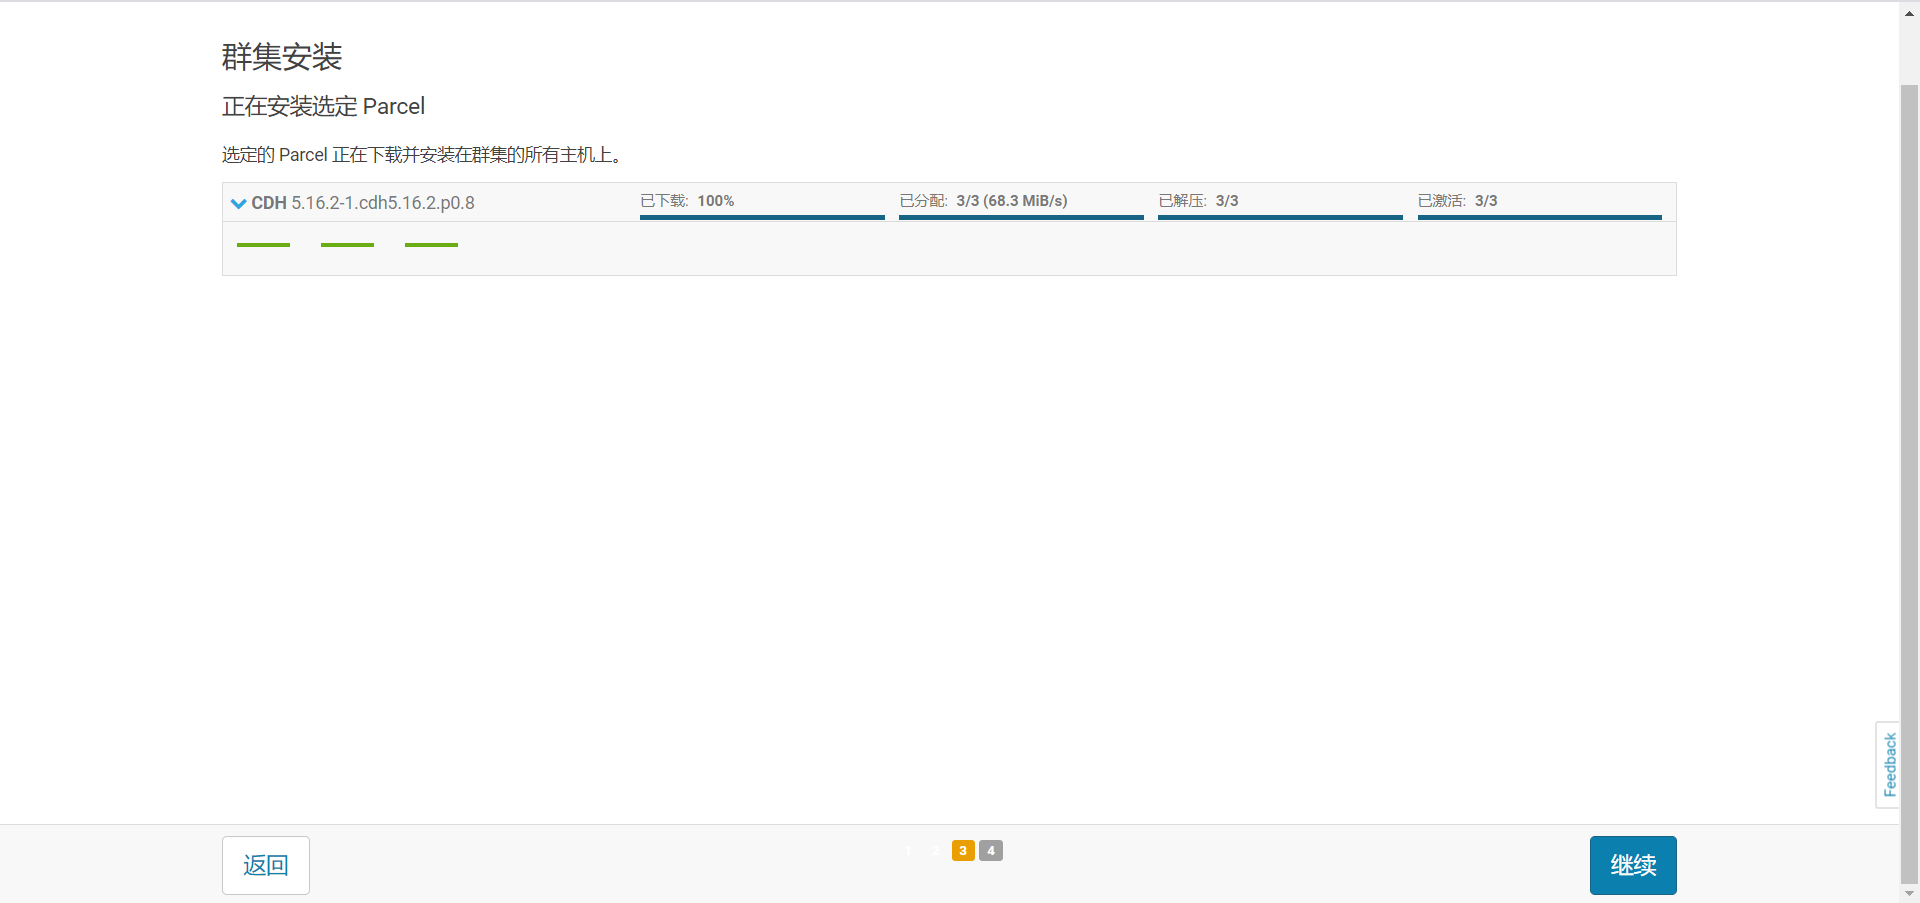 群集安装
正在安装选定 Parcel
选定的 Parcel 正在下载并安装在群集的所有主机上。
CDH 5.16.2-1.cdh5.16.2.p0.8 已下载: 100% 已分配: 3/3 (68.3 MiB/s) 已解压: 3/3 已激活: 3/3
Feedback
返回 1 2 3 4 继续